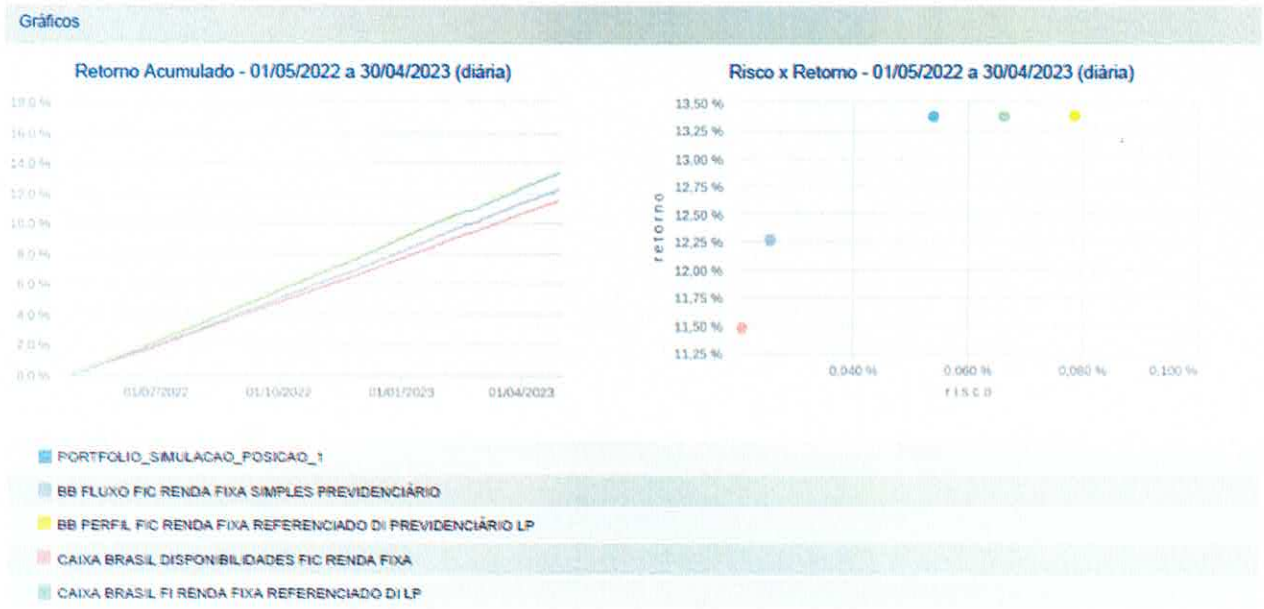 Gráficos
Retorno Acumulado - 01/05/2022 a 30/04/2023 (diária)
18.0 %
16.0 %
14.0 %
12.0 %
10.0 %
8.0 %
6.0 %
4.0 %
2.0 %
0.0 %
01/07/2022 01/10/2022 01/01/2023 01/04/2023
Risco x Retorno - 01/05/2022 a 30/04/2023 (diária)
13,50 %
13,25 %
13,00 %
12,75 %
12,50 %
12,25 %
12,00 %
11,75 %
11,50 %
11,25 %
retorno
0,040 % 0,060 % 0,080 % 0,100 %
risco
PORTFOLIO_SIMULACAO_POSICAO_1
BB FLUXO FIC RENDA FIXA SIMPLES PREVIDENCIÁRIO
BB PERFIL FIC RENDA FIXA REFERENCIADO DI PREVIDENCIÁRIO LP
CAIXA BRASIL DISPONIBILIDADES FIC RENDA FIXA
CAIXA BRASIL FI RENDA FIXA REFERENCIADO DI LP